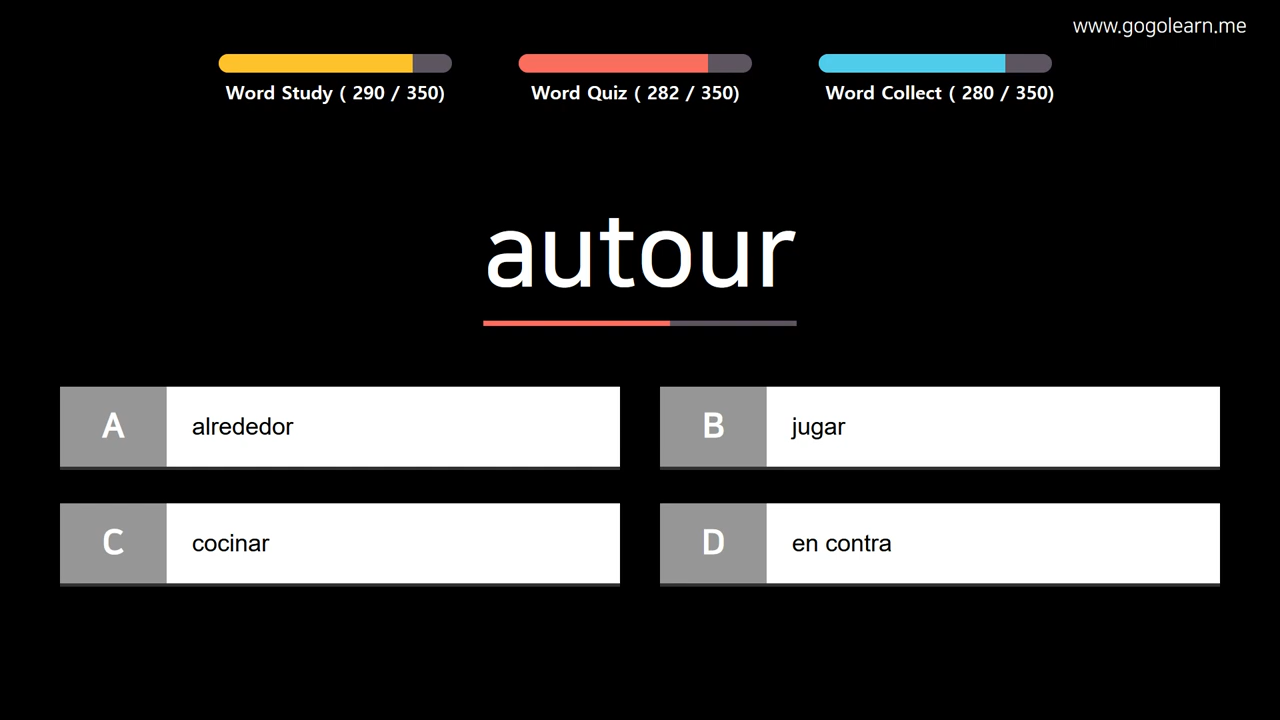 www.gogolearn.me
Word Study ( 290 / 350)
Word Quiz ( 282 / 350)
Word Collect ( 280 / 350)
autour
A alrededor
B jugar
C cocinar
D en contra